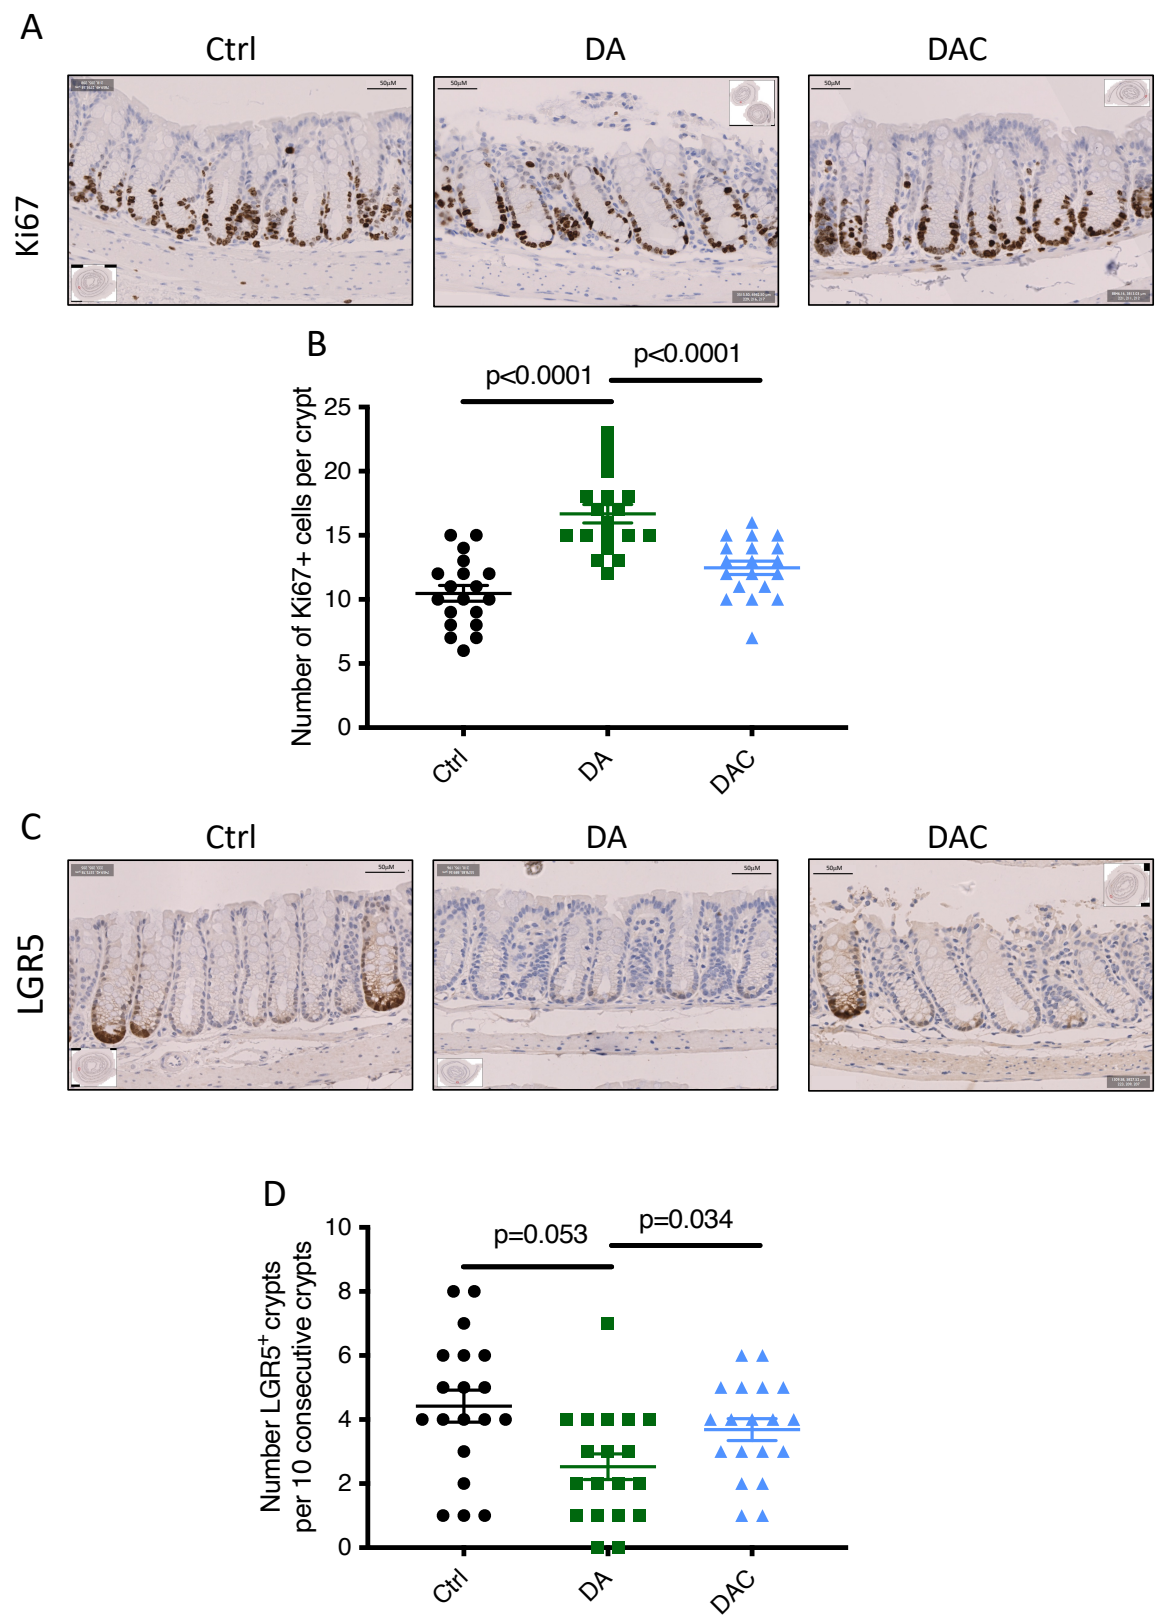 A
Ctrl
DA
DAC
Ki67
50µM
50µM
50µM
B
p<0.0001
p<0.0001
Number of Ki67+ cells per crypt
25
20
15
10
5
0
Ctrl
DA
DAC
C
Ctrl
DA
DAC
LGR5
50µM
50µM
50µM
D
p=0.053
p=0.034
Number LGR5+ crypts
per 10 consecutive crypts
10
8
6
4
2
0
Ctrl
DA
DAC